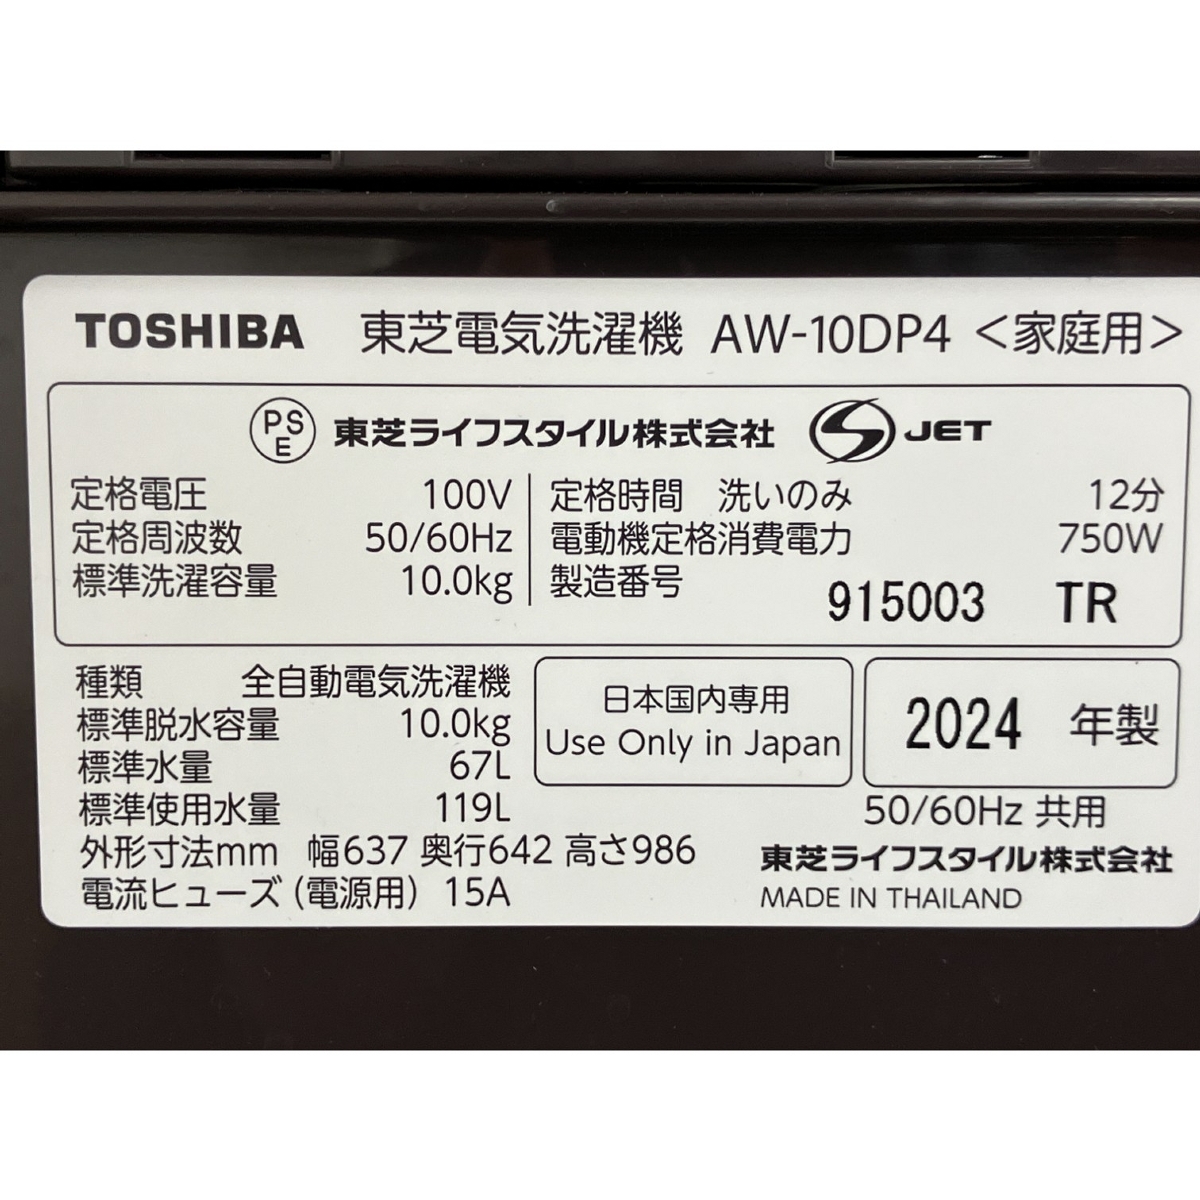 TOSHIBA 東芝電気洗濯機 AW-10DP4 <家庭用>
PSE 東芝ライフスタイル株式会社 S JET
定格電圧 100V
定格周波数 50/60Hz
標準洗濯容量 10.0kg
定格時間 洗いのみ 12分
電動機定格消費電力 750W
製造番号 915003 TR
種類 全自動電気洗濯機
標準脱水容量 10.0kg
標準水量 67L
標準使用水量 119L
外形寸法mm 幅637 奥行642 高さ986
電流ヒューズ(電源用) 15A
日本国内専用
Use Only in Japan
2024 年製
50/60Hz 共用
東芝ライフスタイル株式会社
MADE IN THAILAND